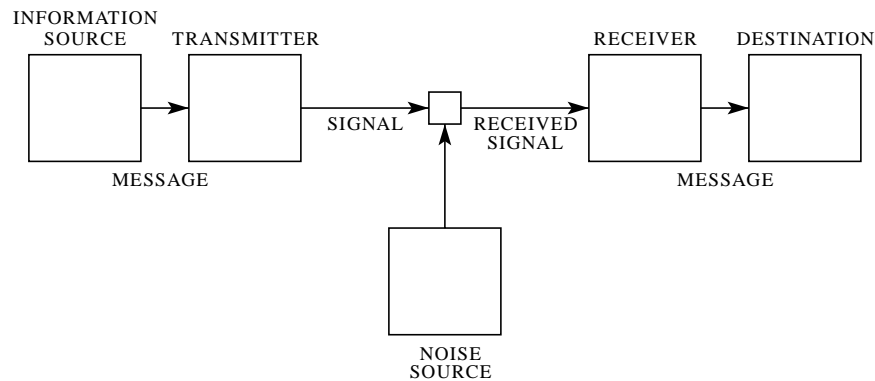 INFORMATION
SOURCE
TRANSMITTER
RECEIVER
DESTINATION
SIGNAL
RECEIVED
SIGNAL
MESSAGE
MESSAGE
NOISE
SOURCE